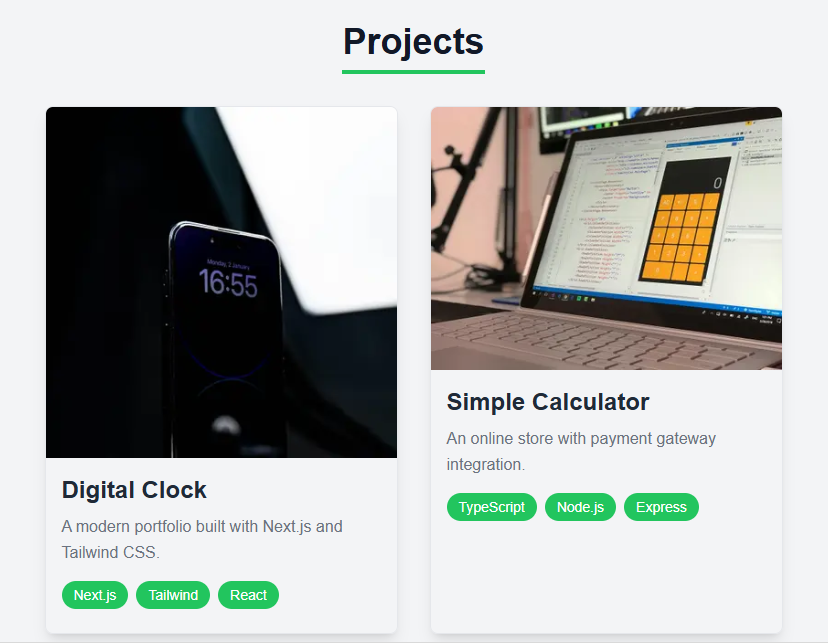 Projects
Monday 2 January
16:55
0
Digital Clock
A modern portfolio built with Next.js and
Tailwind CSS.
Next.js
Tailwind
React
Simple Calculator
An online store with payment gateway
integration.
TypeScript
Node.js
Express